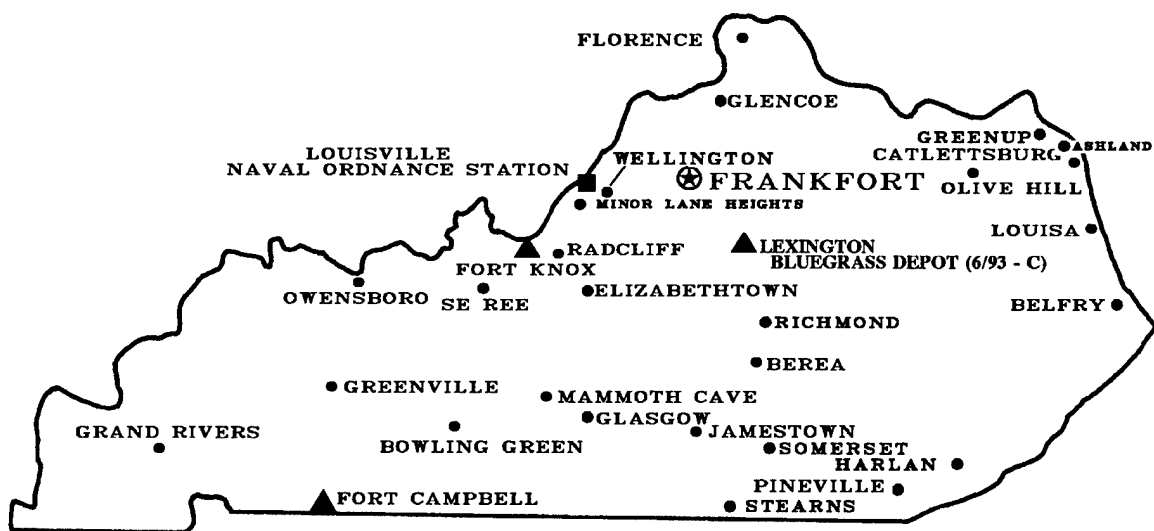 FLORENCE
GLENCOE
GREENUP
ASHLAND
LOUISVILLE
NAVAL ORDNANCE STATION
WELLINGTON
CATLETTSBURG
FRANKFORT
OLIVE HILL
MINOR LANE HEIGHTS
LOUISA
RADCLIFF
LEXINGTON
BLUEGRASS DEPOT (6/93 - C)
FORT KNOX
OWENSBORO
SE REE
ELIZABETHTOWN
BELFRY
RICHMOND
BEREA
GREENVILLE
MAMMOTH CAVE
GLASGOW
GRAND RIVERS
BOWLING GREEN
JAMESTOWN
SOMERSET
HARLAN
PINEVILLE
FORT CAMPBELL
STEARNS